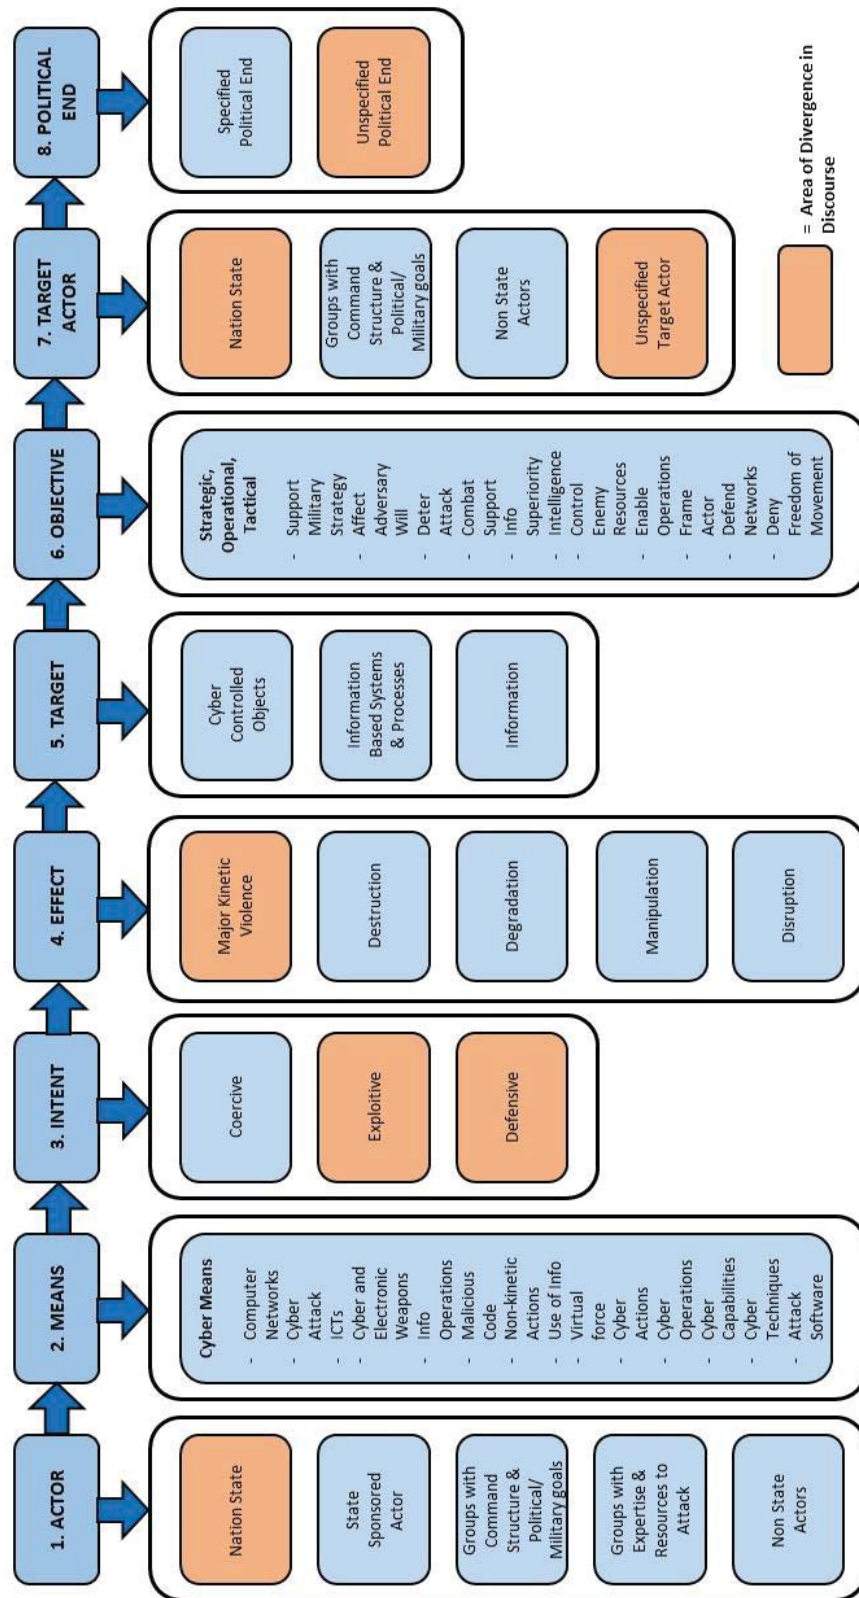 1. ACTOR
Nation State
State
Sponsored
Actor
Groups with
Command
Structure &
Political/
Military goals
Groups with
Expertise &
Resources to
Attack
Non State
Actors
2. MEANS
Cyber Means
- Computer
Networks
- Cyber
Attack
- ICTs
- Cyber and
Electronic
Weapons
- Info
Operations
- Malicious
Code
- Non-kinetic
Actions
- Use of Info
- Virtual
force
- Cyber
Actions
- Cyber
Operations
- Cyber
Capabilities
- Cyber
Techniques
- Attack
Software
3. INTENT
Coercive
Exploitive
Defensive
4. EFFECT
Major Kinetic
Violence
Destruction
Degradation
Manipulation
Disruption
5. TARGET
Cyber
Controlled
Objects
Information
Based Systems
& Processes
Information
6. OBJECTIVE
Strategic,
Operational,
Tactical
- Support
Military
Strategy
- Affect
Adversary
Will
- Deter
Attack
- Combat
Support
- Info
Superiority
- Intelligence
- Control
Enemy
Resources
- Enable
Operations
- Frame
Actor
- Defend
Networks
- Deny
Freedom of
Movement
7. TARGET
ACTOR
Nation State
Groups with
Command
Structure &
Political/
Military goals
Non State
Actors
Unspecified
Target Actor
8. POLITICAL
END
Specified
Political End
Unspecified
Political End
= Area of Divergence in
Discourse